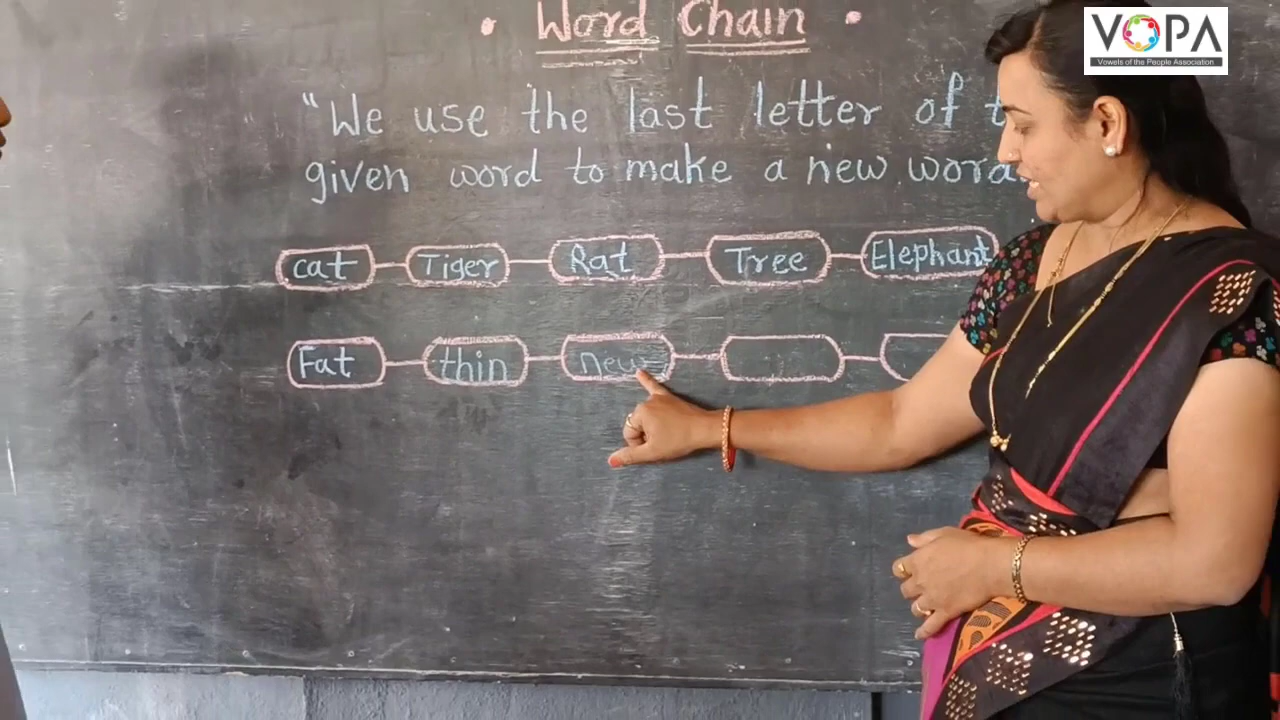 • Word Chain •
"We use the last letter of t
given word to make a new word
cat Tiger Rat Tree Elephant
Fat thin new
VOPA
Vowels of the People Association